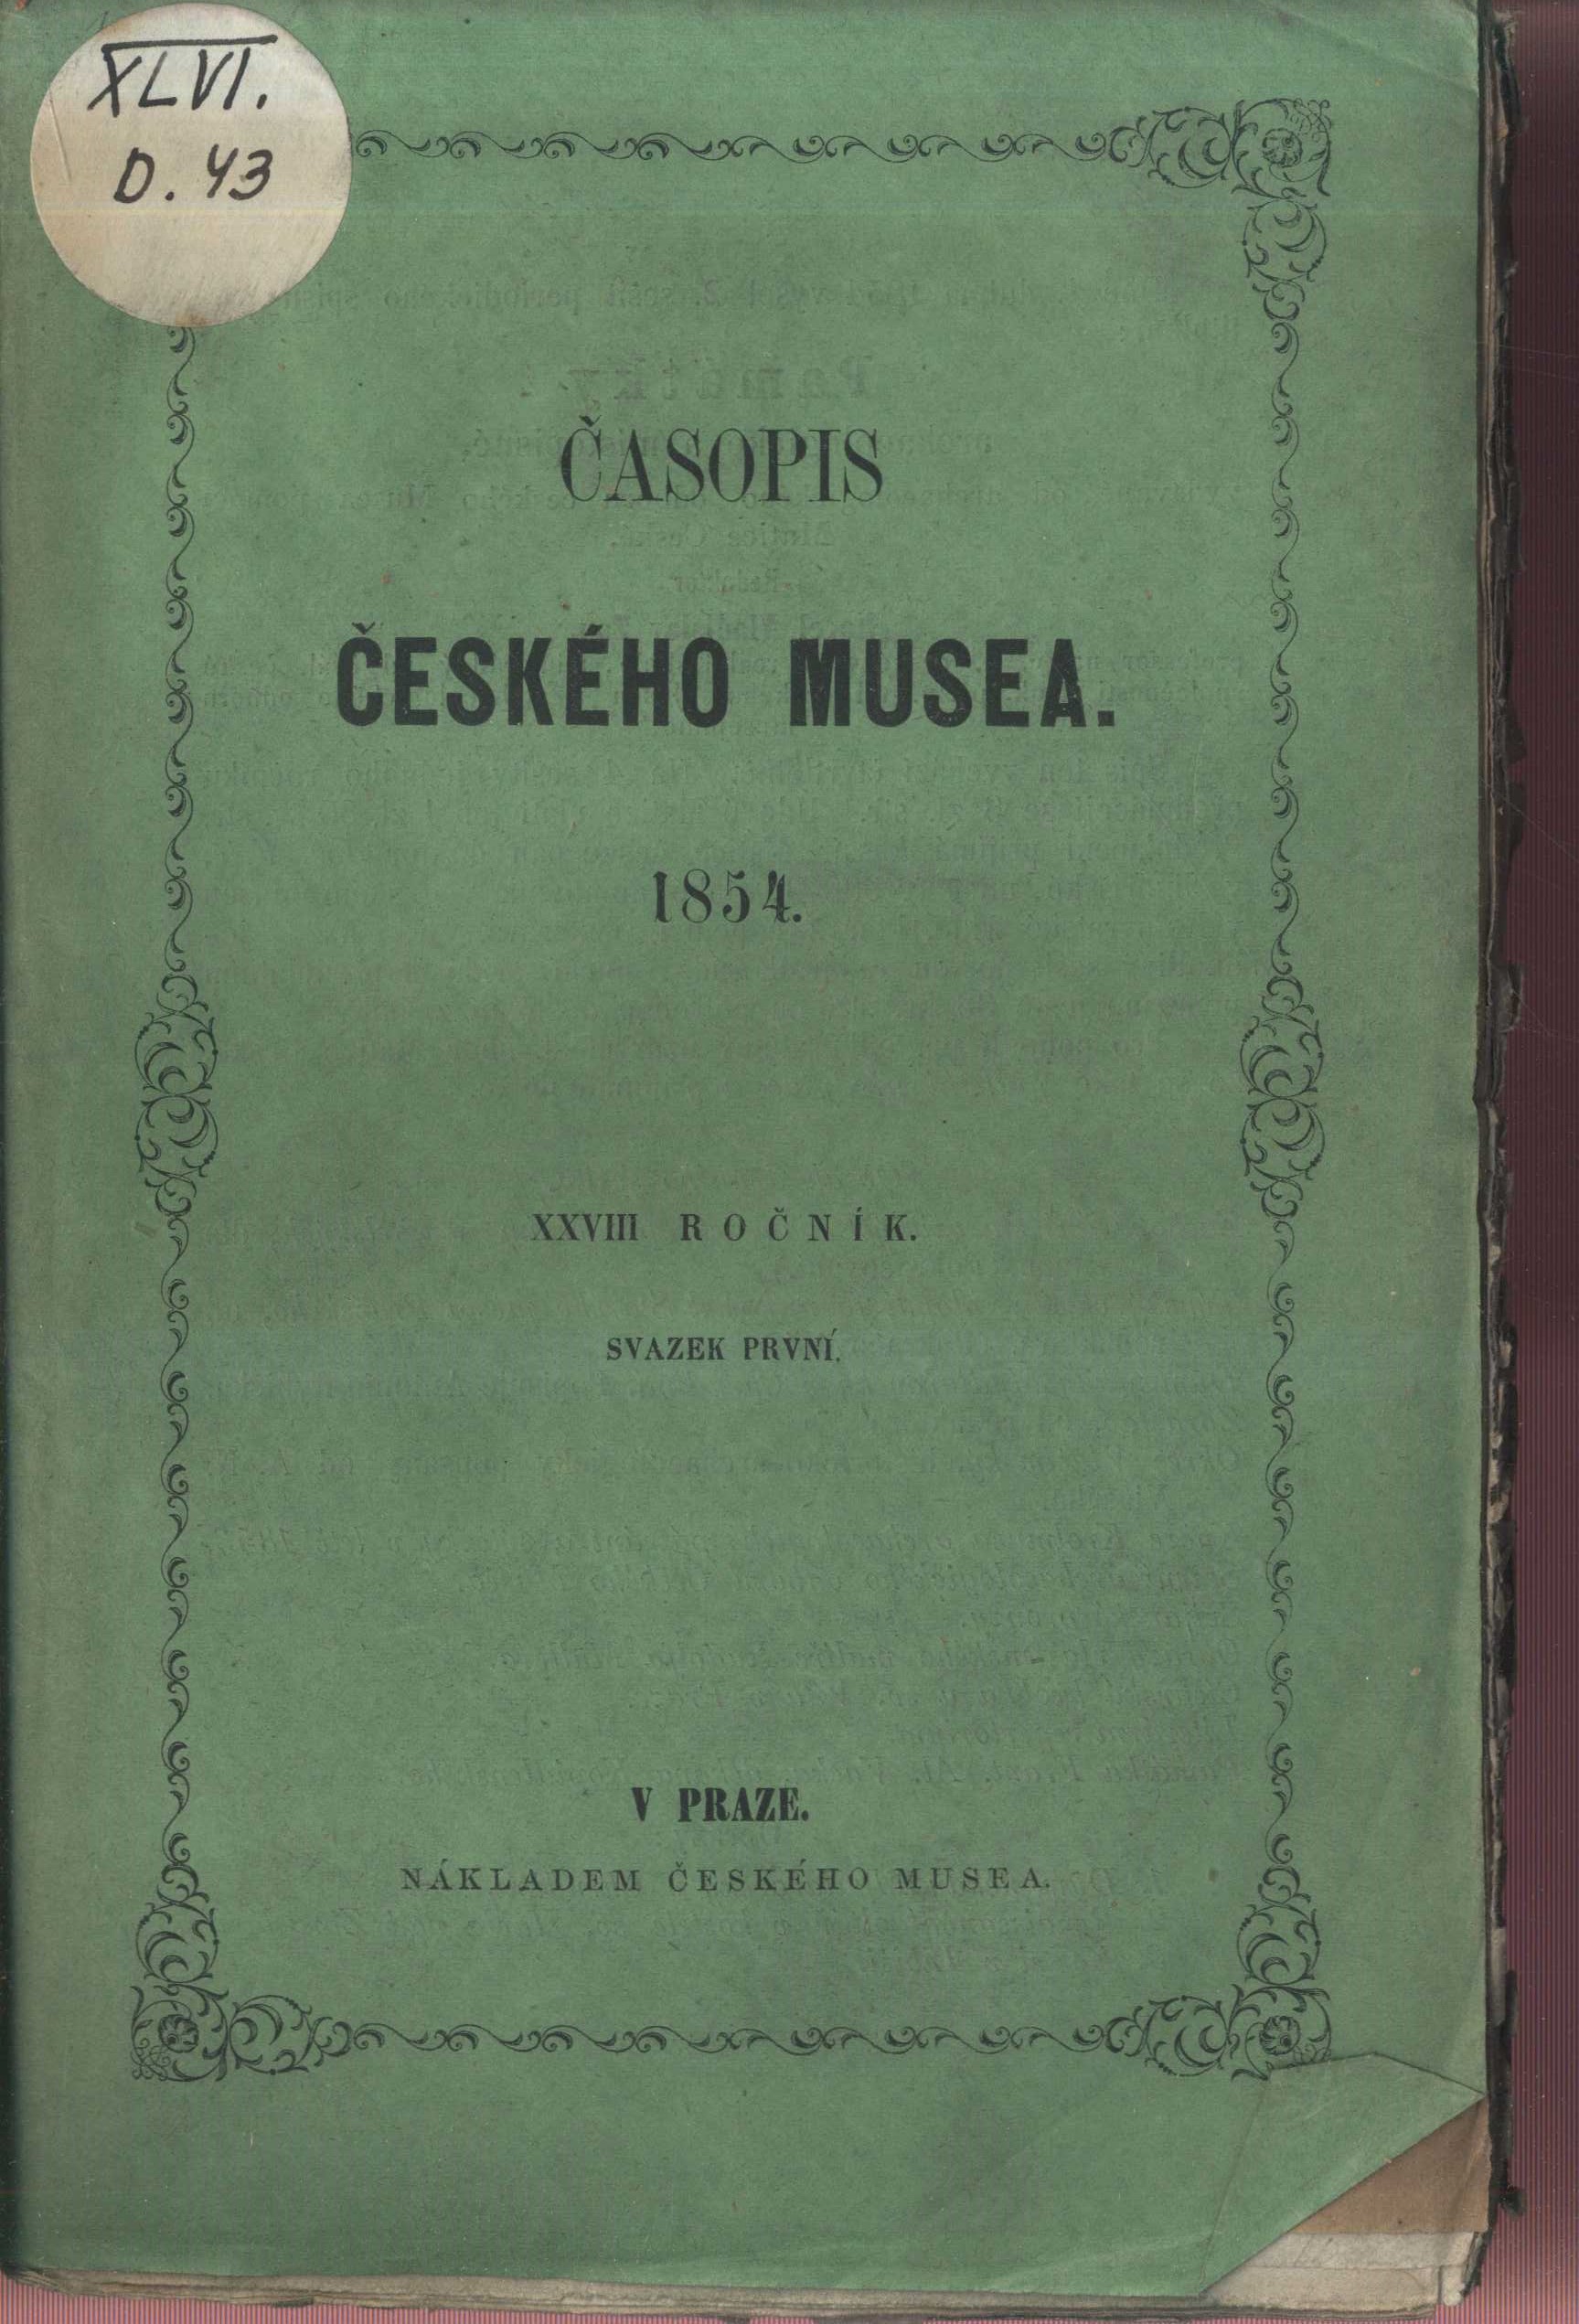 XLVI.
D. 43
ČASOPIS
ČESKÉHO MUSEA.
1854.
XXVIII ROČNÍK.
SVAZEK PRVNÍ.
V PRAZE.
NÁKLADEM ČESKÉHO MUSEA.